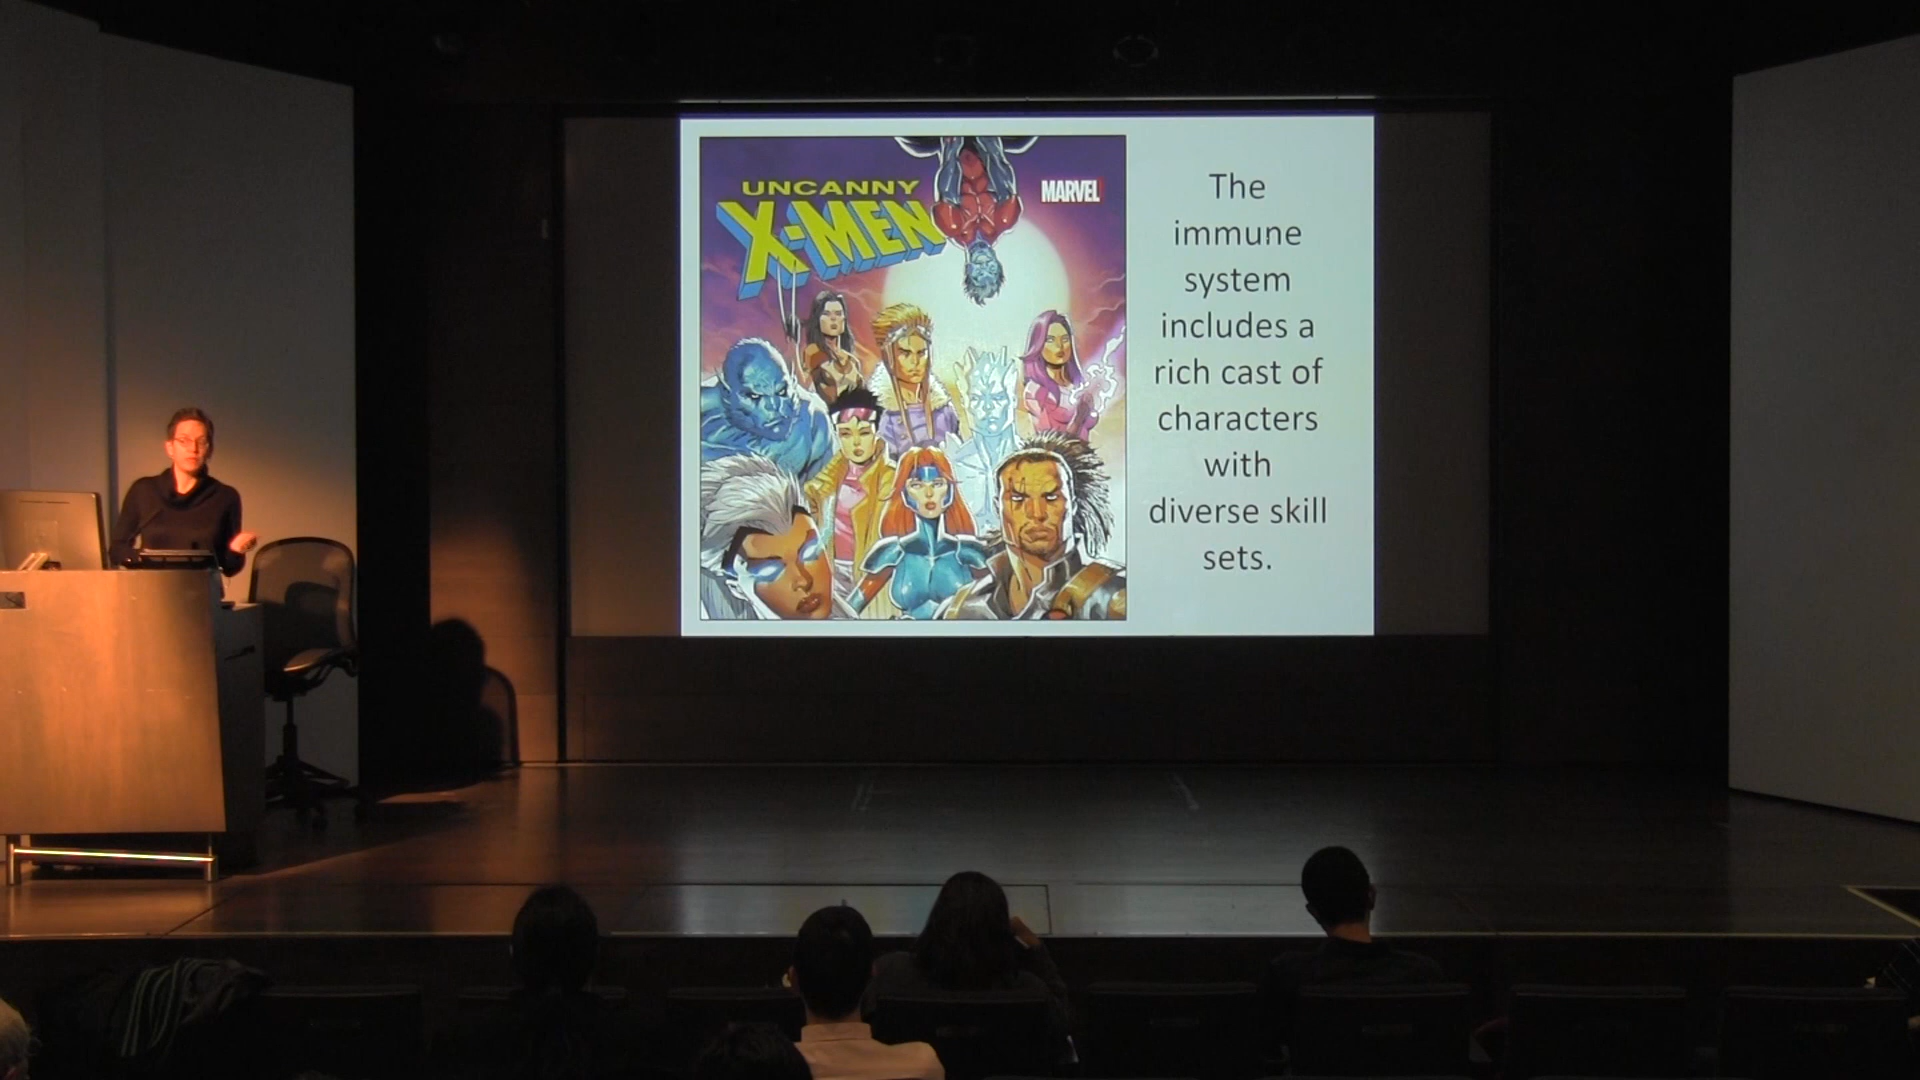 UNCANNY
X-MEN
MARVEL
The
immune
system
includes a
rich cast of
characters
with
diverse skill
sets.